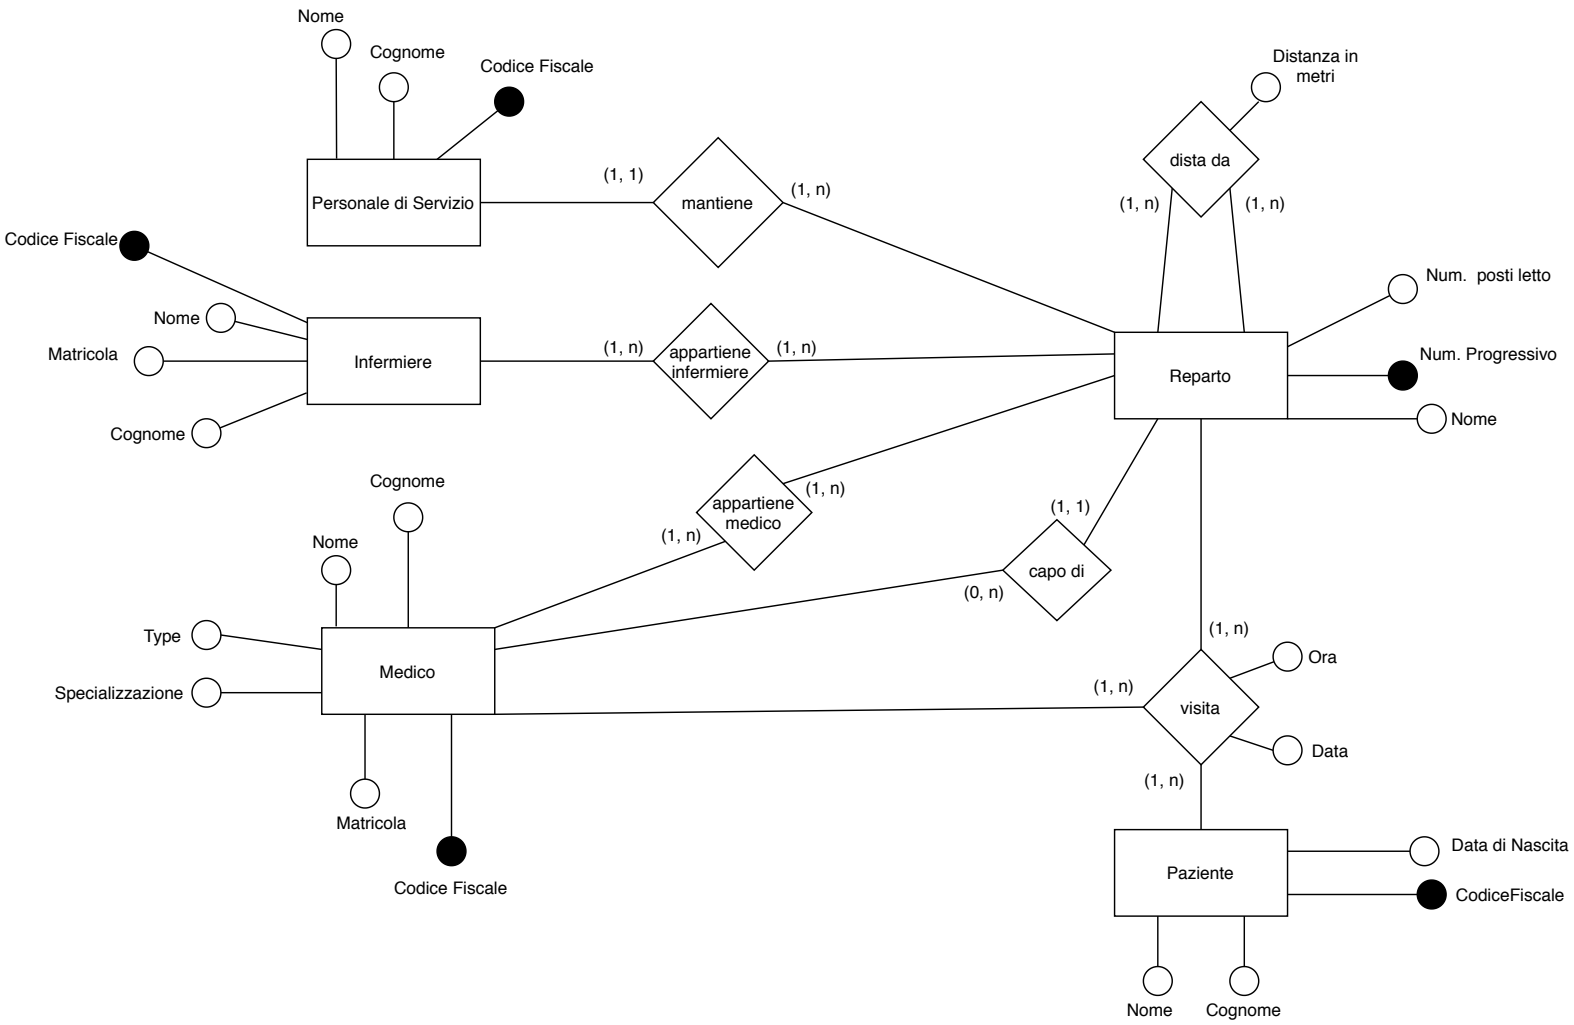 Nome
Cognome
Codice Fiscale
Distanza in
metri
dista da
(1, 1)
(1, n)
Personale di Servizio
mantiene
(1, n)
(1, n)
Codice Fiscale
Nome
Matricola
Cognome
Infermiere
(1, n)
appartiene
infermiere
(1, n)
Num.  posti letto
Num. Progressivo
Reparto
Nome
Cognome
Nome
(1, n)
appartiene
medico
(1, n)
(1, 1)
capo di
(0, n)
Type
Specializzazione
Medico
Matricola
Codice Fiscale
(1, n)
(1, n)
Ora
visita
Data
(1, n)
Data di Nascita
Paziente
CodiceFiscale
Nome
Cognome